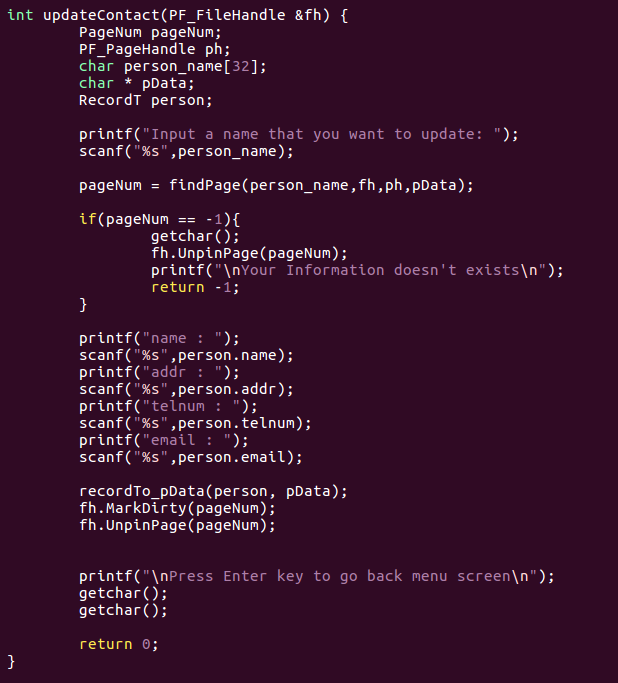 int updateContact(PF_FileHandle &fh) {
        PageNum pageNum;
        PF_PageHandle ph;
        char person_name[32];
        char * pData;
        RecordT person;

        printf("Input a name that you want to update: ");
        scanf("%s",person_name);

        pageNum = findPage(person_name,fh,ph,pData);

        if(pageNum == -1){
                getchar();
                fh.UnpinPage(pageNum);
                printf("\nYour Information doesn't exists\n");
                return -1;
        }

        printf("name : ");
        scanf("%s",person.name);
        printf("addr : ");
        scanf("%s",person.addr);
        printf("telnum : ");
        scanf("%s",person.telnum);
        printf("email : ");
        scanf("%s",person.email);

        recordTo_pData(person, pData);
        fh.MarkDirty(pageNum);
        fh.UnpinPage(pageNum);


        printf("\nPress Enter key to go back menu screen\n");
        getchar();
        getchar();

        return 0;
}